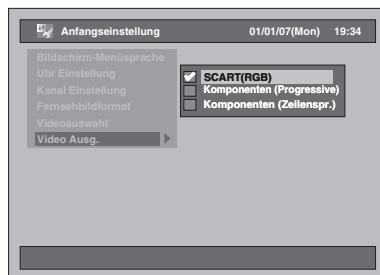 Anfangseinstellung 01/01/07(Mon) 19:34
Bildschirm-Menüsprache
Uhr Einstellung
Kanal Einstellung
Fernsehbildformat
Videoauswahl
Video Ausg.
SCART(RGB)
Komponenten (Progressive)
Komponenten (Zeilenspr.)